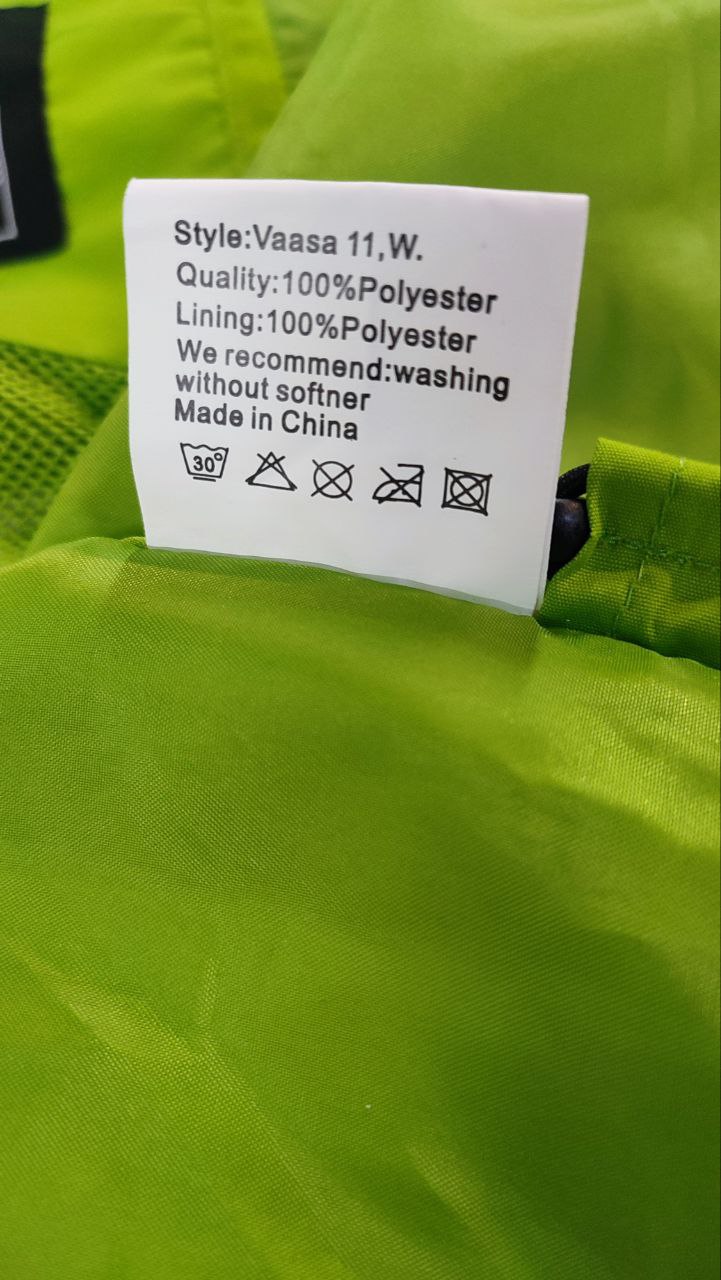 Style:Vaasa 11,W.
Quality:100%Polyester
Lining:100%Polyester
We recommend:washing
without softner
Made in China
30°